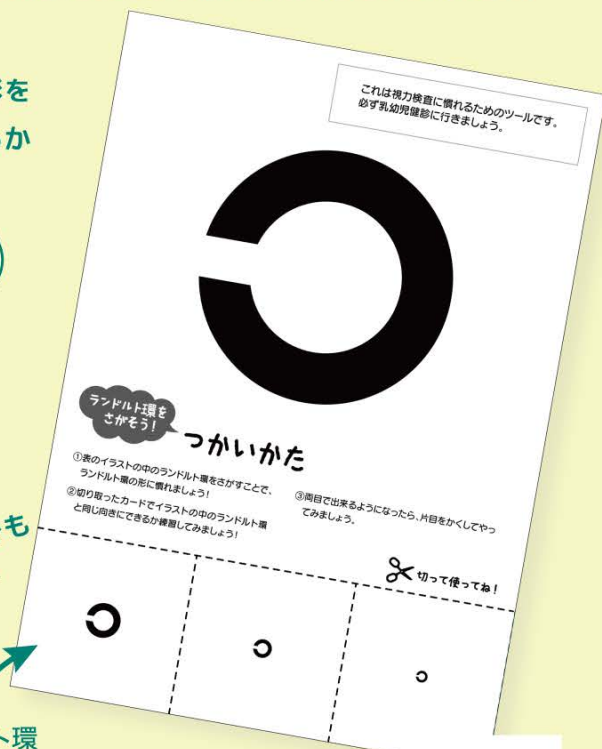 を
か
これは視力検査に慣れるためのツールです。
必ず乳幼児健診に行きましょう。
ランドルト環を
さがそう!
つかいかた
①表のイラストの中のランドルト環をさがすことで、
ランドルト環の形に慣れましょう!
②切り取ったカードでイラストの中のランドルト環
と同じ向きにできるか練習してみましょう!
③両目で出来るようになったら、片目をかくしてやっ
てみましょう。
切って使ってね!
も
ト環